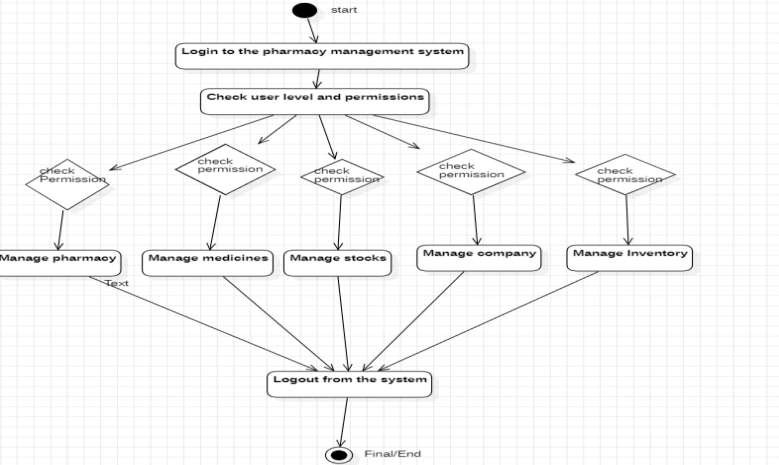 start
Login to the pharmacy management system
Check user level and permissions
check
Permission
check
permission
check
permission
check
permission
check
permission
Manage pharmacy
Manage medicines
Manage stocks
Manage company
Manage Inventory
Text
Logout from the system
Final/End